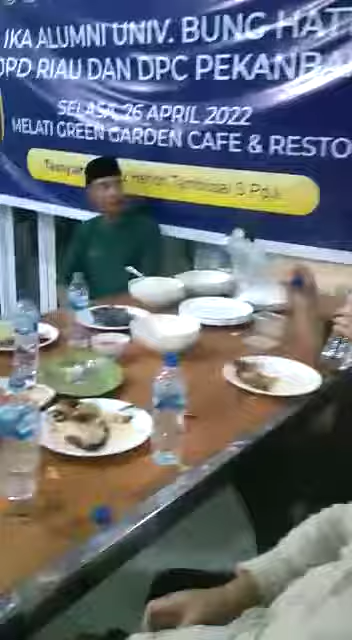 IKA ALUMNI UNIV. BUNG HAT
DPD RIAU DAN DPC PEKANBA
SELASA, 26 APRIL 2022
MELATI GREEN GARDEN CAFE & RESTO
S.Pd.I